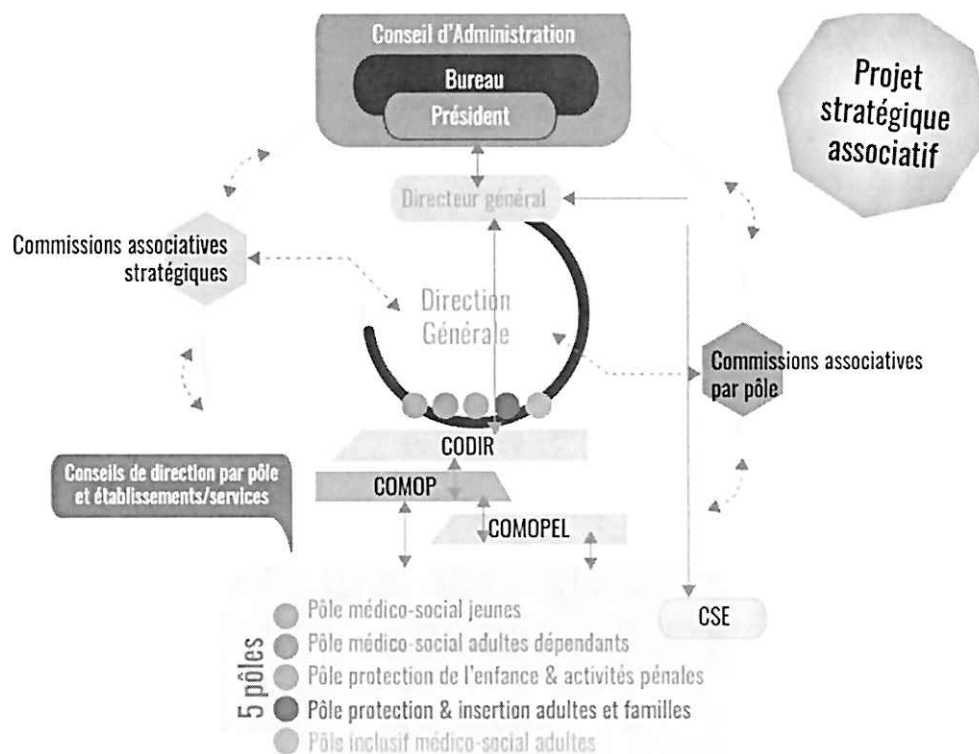 Conseil d'Administration
Bureau
Président
Projet
stratégique
associatif
Directeur général
Commissions associatives
stratégiques
Direction
Générale
Commissions associatives
par pôle
CODIR
Conseils de direction par pôle
et établissements/services
COMOP
COMOPEL
CSE
5 pôles
Pôle médico-social jeunes
Pôle médico-social adultes dépendants
Pôle protection de l'enfance & activités pénales
Pôle protection & insertion adultes et familles
Pôle inclusif médico-social adultes